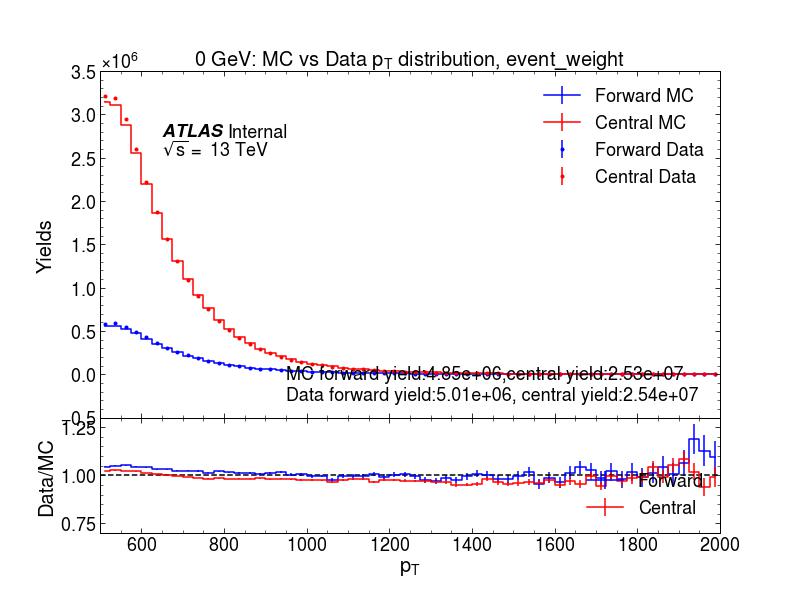 0 GeV: MC vs Data pT distribution, event_weight
×10^6
3.5
3.0
2.5
2.0
1.5
1.0
0.5
0.0
0.5
Yields
ATLAS Internal
√s = 13 TeV
Forward MC
Central MC
Forward Data
Central Data
MC forward yield:4.85e+06,central yield:2.53e+07
Data forward yield:5.01e+06, central yield:2.54e+07
1.25
1.00
0.75
Data/MC
Forward
Central
600 800 1000 1200 1400 1600 1800 2000
pT